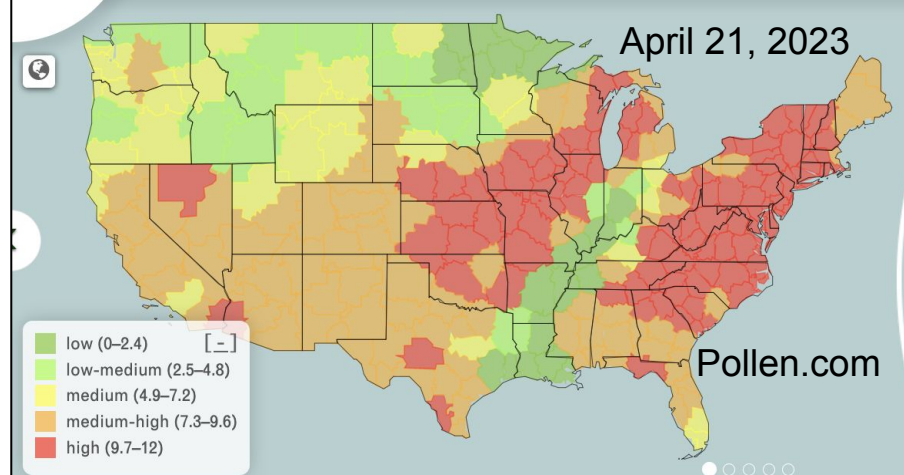 April 21, 2023
low (0–2.4) [-]
low-medium (2.5–4.8)
medium (4.9–7.2)
medium-high (7.3–9.6)
high (9.7–12)
Pollen.com